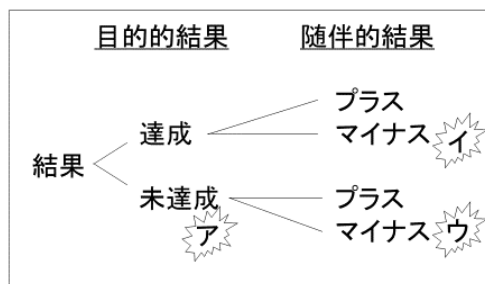 目的的結果 随伴的結果
プラス
達成
マイナス イ
結果
未達成 プラス
ア マイナス ウ